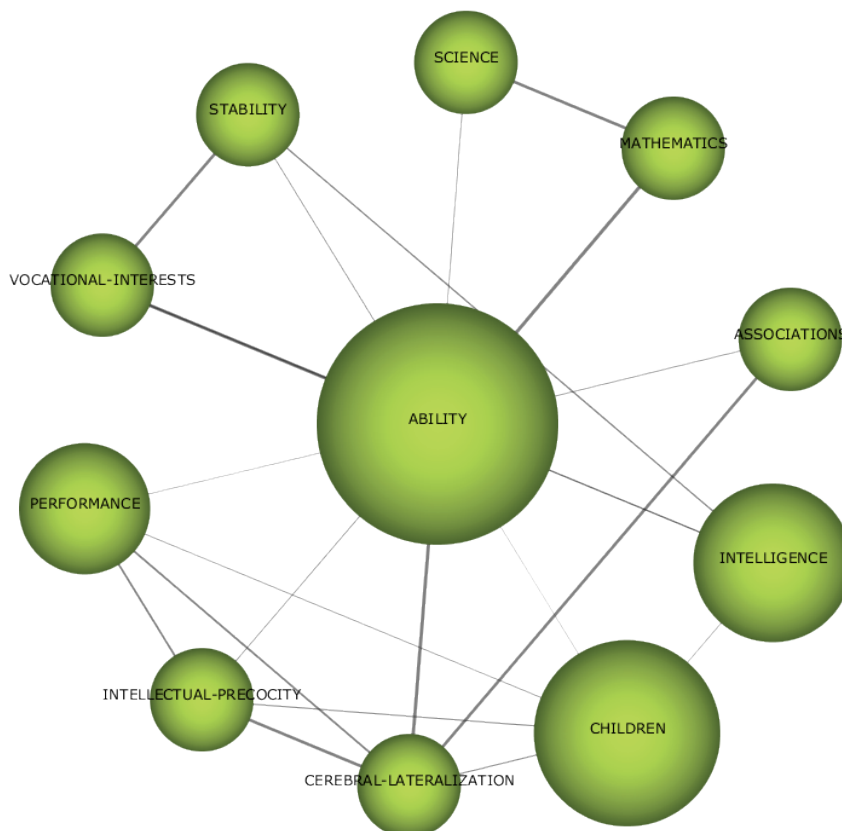 SCIENCE
STABILITY
MATHEMATICS
VOCATIONAL-INTERESTS
ASSOCIATIONS
ABILITY
PERFORMANCE
INTELLIGENCE
INTELLECTUAL-PRECOCITY
CHILDREN
CEREBRAL-LATERALIZATION